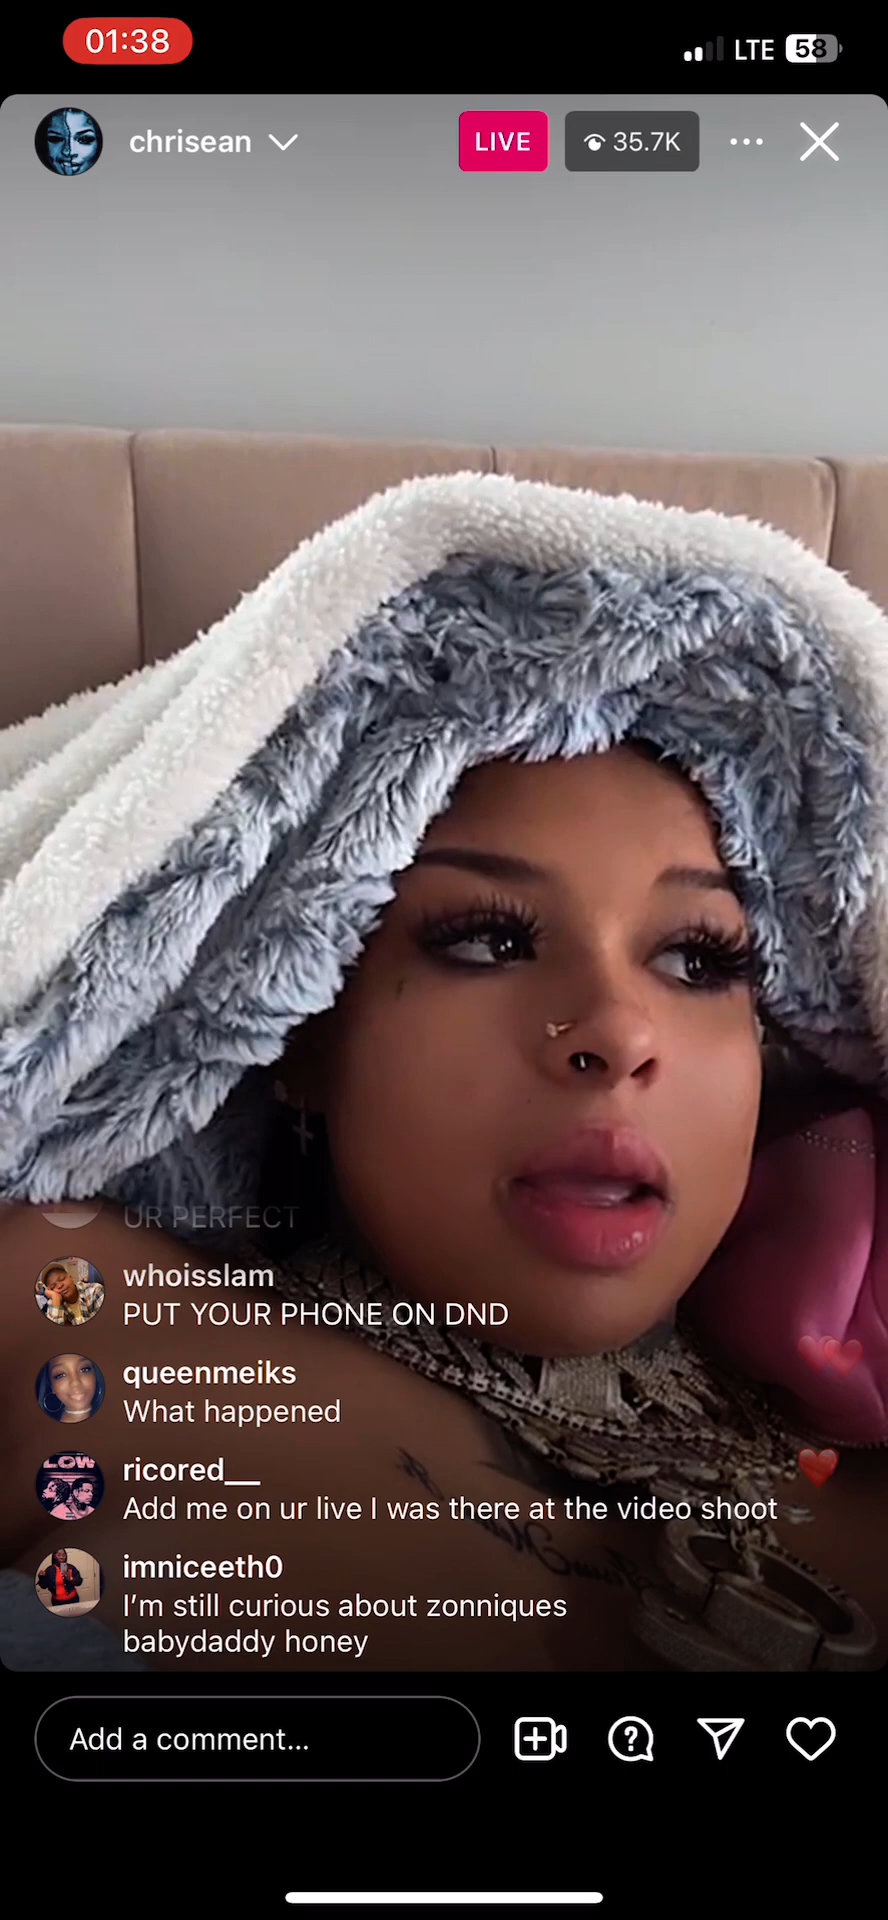 01:38
LTE 58
chrisean
LIVE
35.7K
UR PERFECT
whoisslam
PUT YOUR PHONE ON DND
queenmeiks
What happened
LOW
ricored__
Add me on ur live I was there at the video shoot
imniceeth0
I’m still curious about zonniques
babydaddy honey
Add a comment...